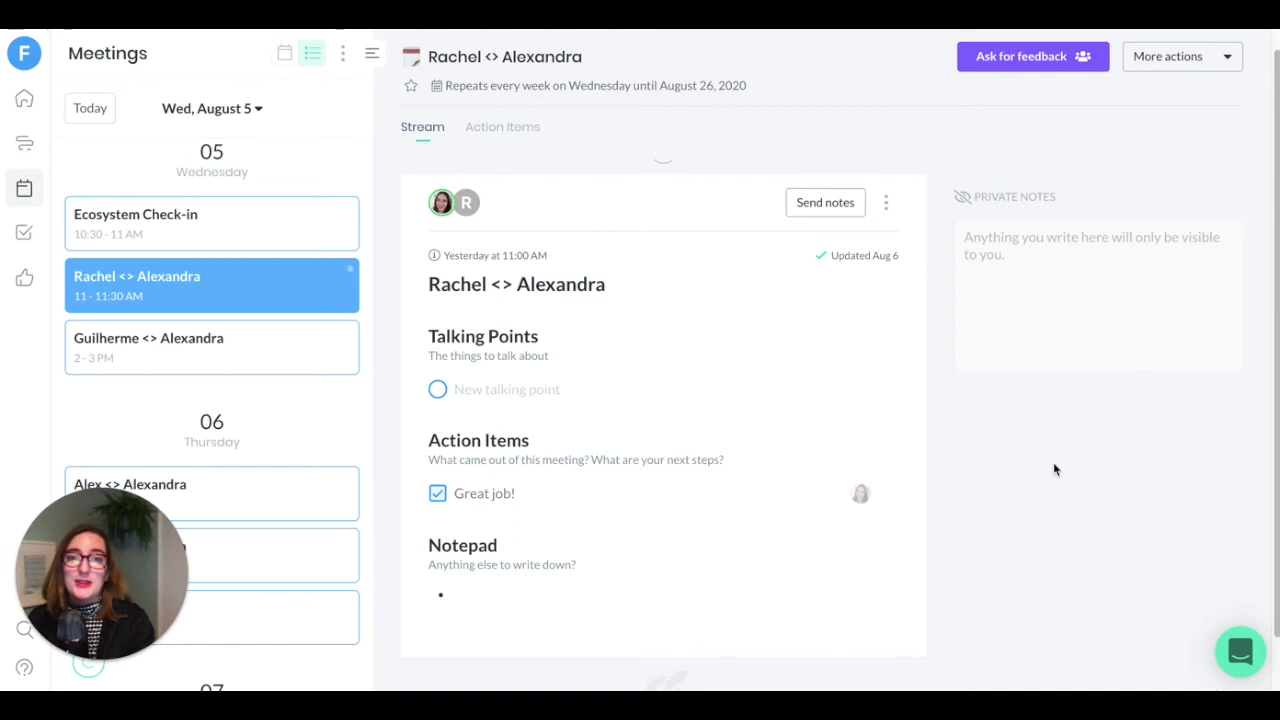 F
Meetings
Today
Wed, August 5
05
Wednesday
Ecosystem Check-in
10:30 - 11 AM
Rachel <> Alexandra
11 - 11:30 AM
Guilherme <> Alexandra
2 - 3 PM
06
Thursday
Alex <> Alexandra
07
Rachel <> Alexandra
Repeats every week on Wednesday until August 26, 2020
Ask for feedback
More actions
Stream
Action Items
R
Send notes
Yesterday at 11:00 AM
Updated Aug 6
Rachel <> Alexandra
Talking Points
The things to talk about
New talking point
Action Items
What came out of this meeting? What are your next steps?
Great job!
Notepad
Anything else to write down?
PRIVATE NOTES
Anything you write here will only be visible
to you.